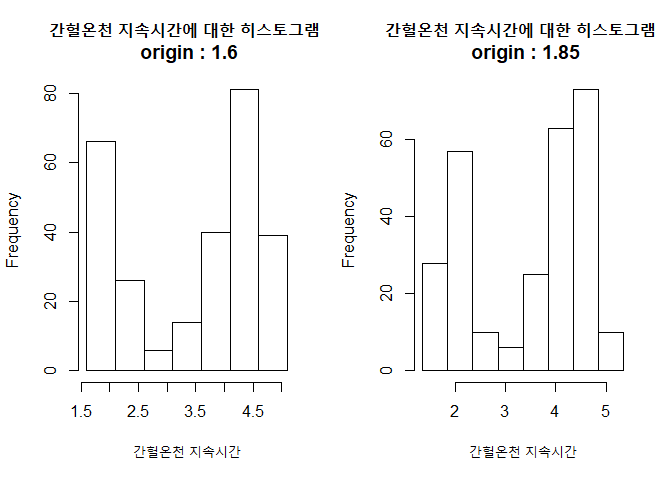 간헐온천 지속시간에 대한 히스토그램
origin : 1.6
Frequency
0
20
40
60
80
1.5
2.5
3.5
4.5
간헐온천 지속시간
간헐온천 지속시간에 대한 히스토그램
origin : 1.85
Frequency
0
20
40
60
2
3
4
5
간헐온천 지속시간